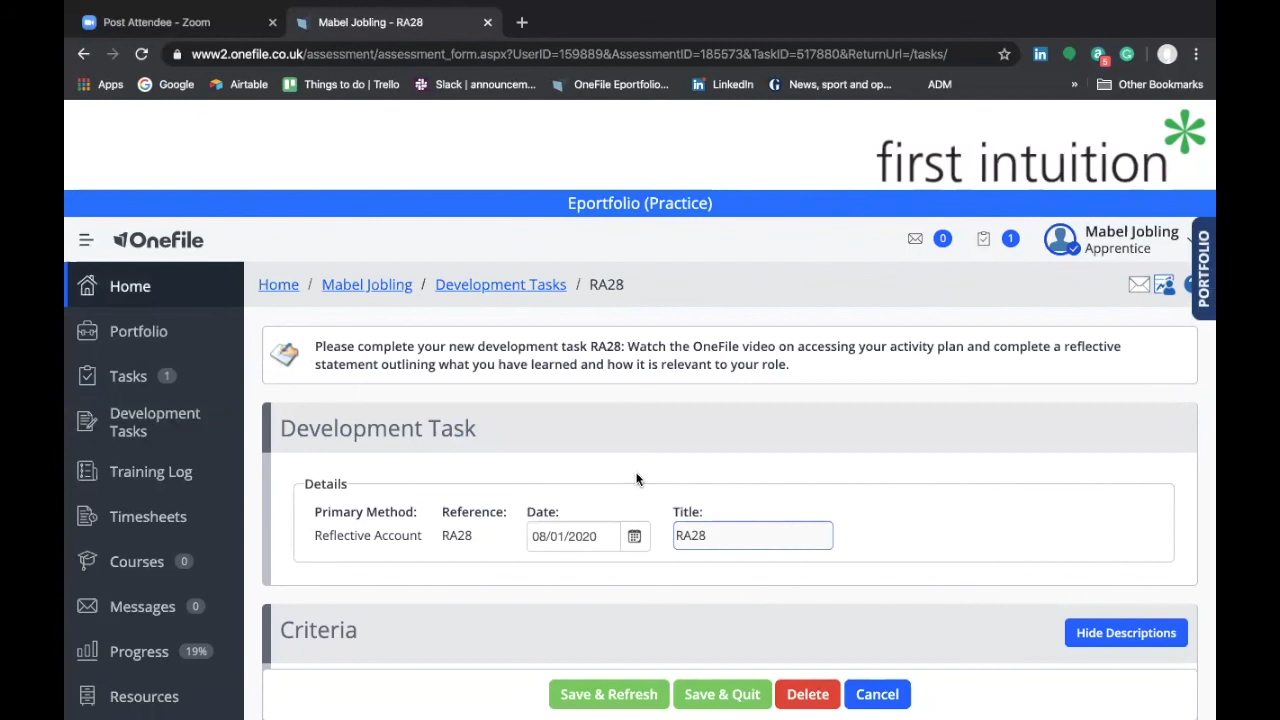 Post Attendee - Zoom
Mabel Jobling - RA28
www2.onefile.co.uk/assessment/assessment_form.aspx?UserID=159889&AssessmentID=185573&TaskID=517880&ReturnUrl=/tasks/
5
Apps Google Airtable Things to do | Trello Slack | announcem... OneFile Eportfolio... LinkedIn News, sport and op... ADM » Other Bookmarks
first intuition
Eportfolio (Practice)
Onefile
0
1
Mabel Jobling
Apprentice
PORTFOLIO
Home
Portfolio
Tasks 1
Development
Tasks
Training Log
Timesheets
Courses 0
Messages 0
Progress 19%
Resources
Home / Mabel Jobling / Development Tasks / RA28
Please complete your new development task RA28: Watch the OneFile video on accessing your activity plan and complete a reflective
statement outlining what you have learned and how it is relevant to your role.
Development Task
Details
Primary Method: Reference: Date: Title:
Reflective Account RA28 08/01/2020 RA28
Criteria
Hide Descriptions
Save & Refresh Save & Quit Delete Cancel